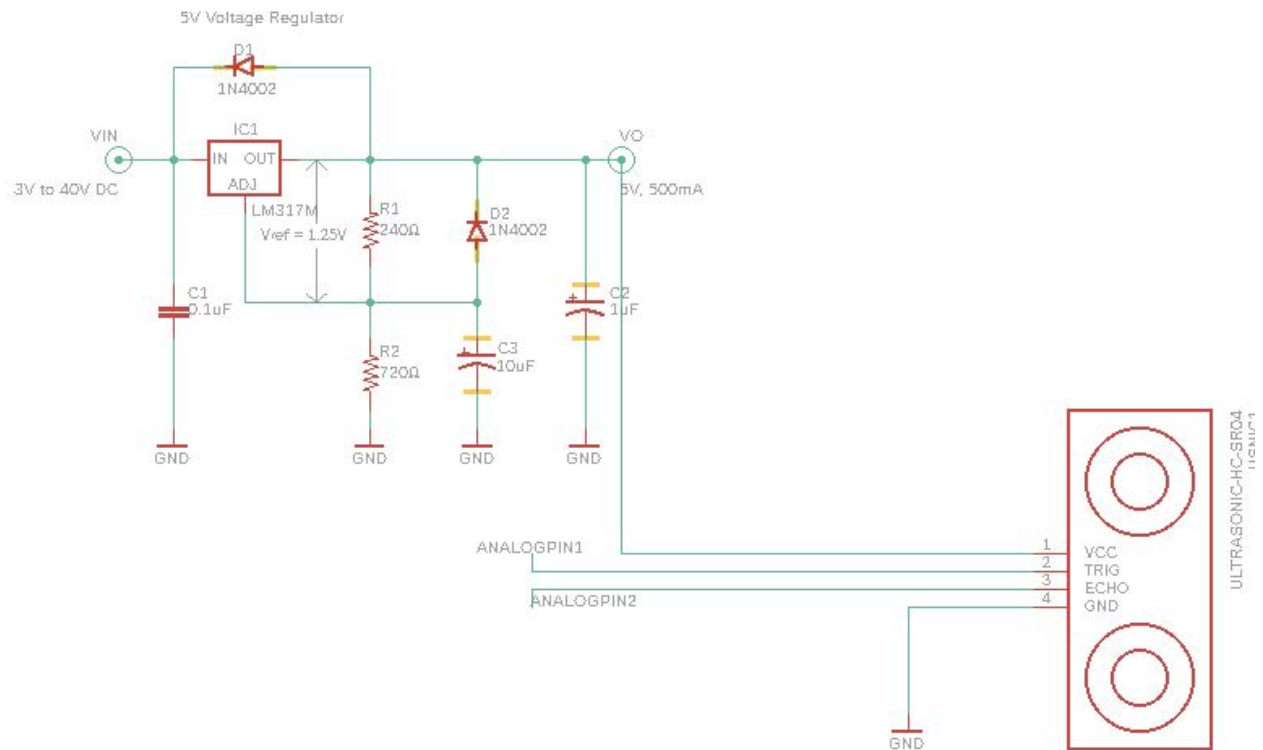 5V Voltage Regulator
D1
1N4002
VIN
IC1
VO
IN OUT
ADJ
3V to 40V DC
5V, 500mA
LM317M
Vref = 1.25V
R1
240Ω
D2
1N4002
C1
0.1uF
C2
1uF
R2
720Ω
C3
10uF
GND
GND
GND
GND
ULTRASONIC-HC-SR04
ANALOGPIN1
1 VCC
2 TRIG
3 ECHO
ANALOGPIN2
4 GND
GND